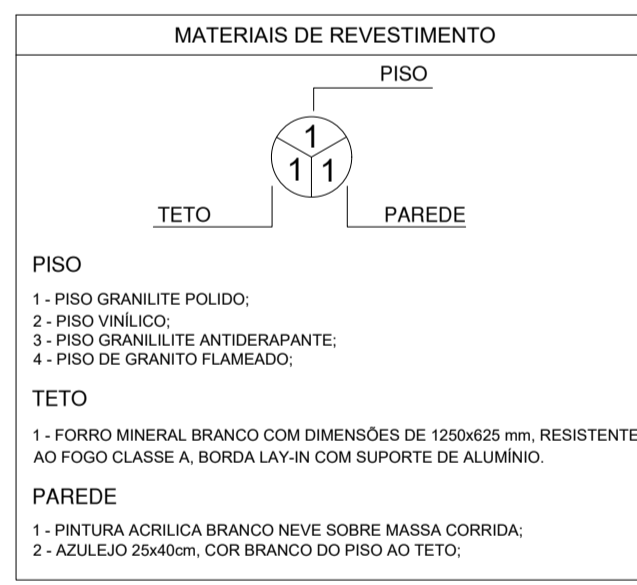 MATERIAIS DE REVESTIMENTO
PISO
1
1 1
TETO PAREDE
PISO
1 - PISO GRANILITE POLIDO;
2 - PISO VINÍLICO;
3 - PISO GRANILILITE ANTIDERAPANTE;
4 - PISO DE GRANITO FLAMEADO;
TETO
1 - FORRO MINERAL BRANCO COM DIMENSÕES DE 1250x625 mm, RESISTENTE
AO FOGO CLASSE A, BORDA LAY-IN COM SUPORTE DE ALUMÍNIO.
PAREDE
1 - PINTURA ACRILICA BRANCO NEVE SOBRE MASSA CORRIDA;
2 - AZULEJO 25x40cm, COR BRANCO DO PISO AO TETO;